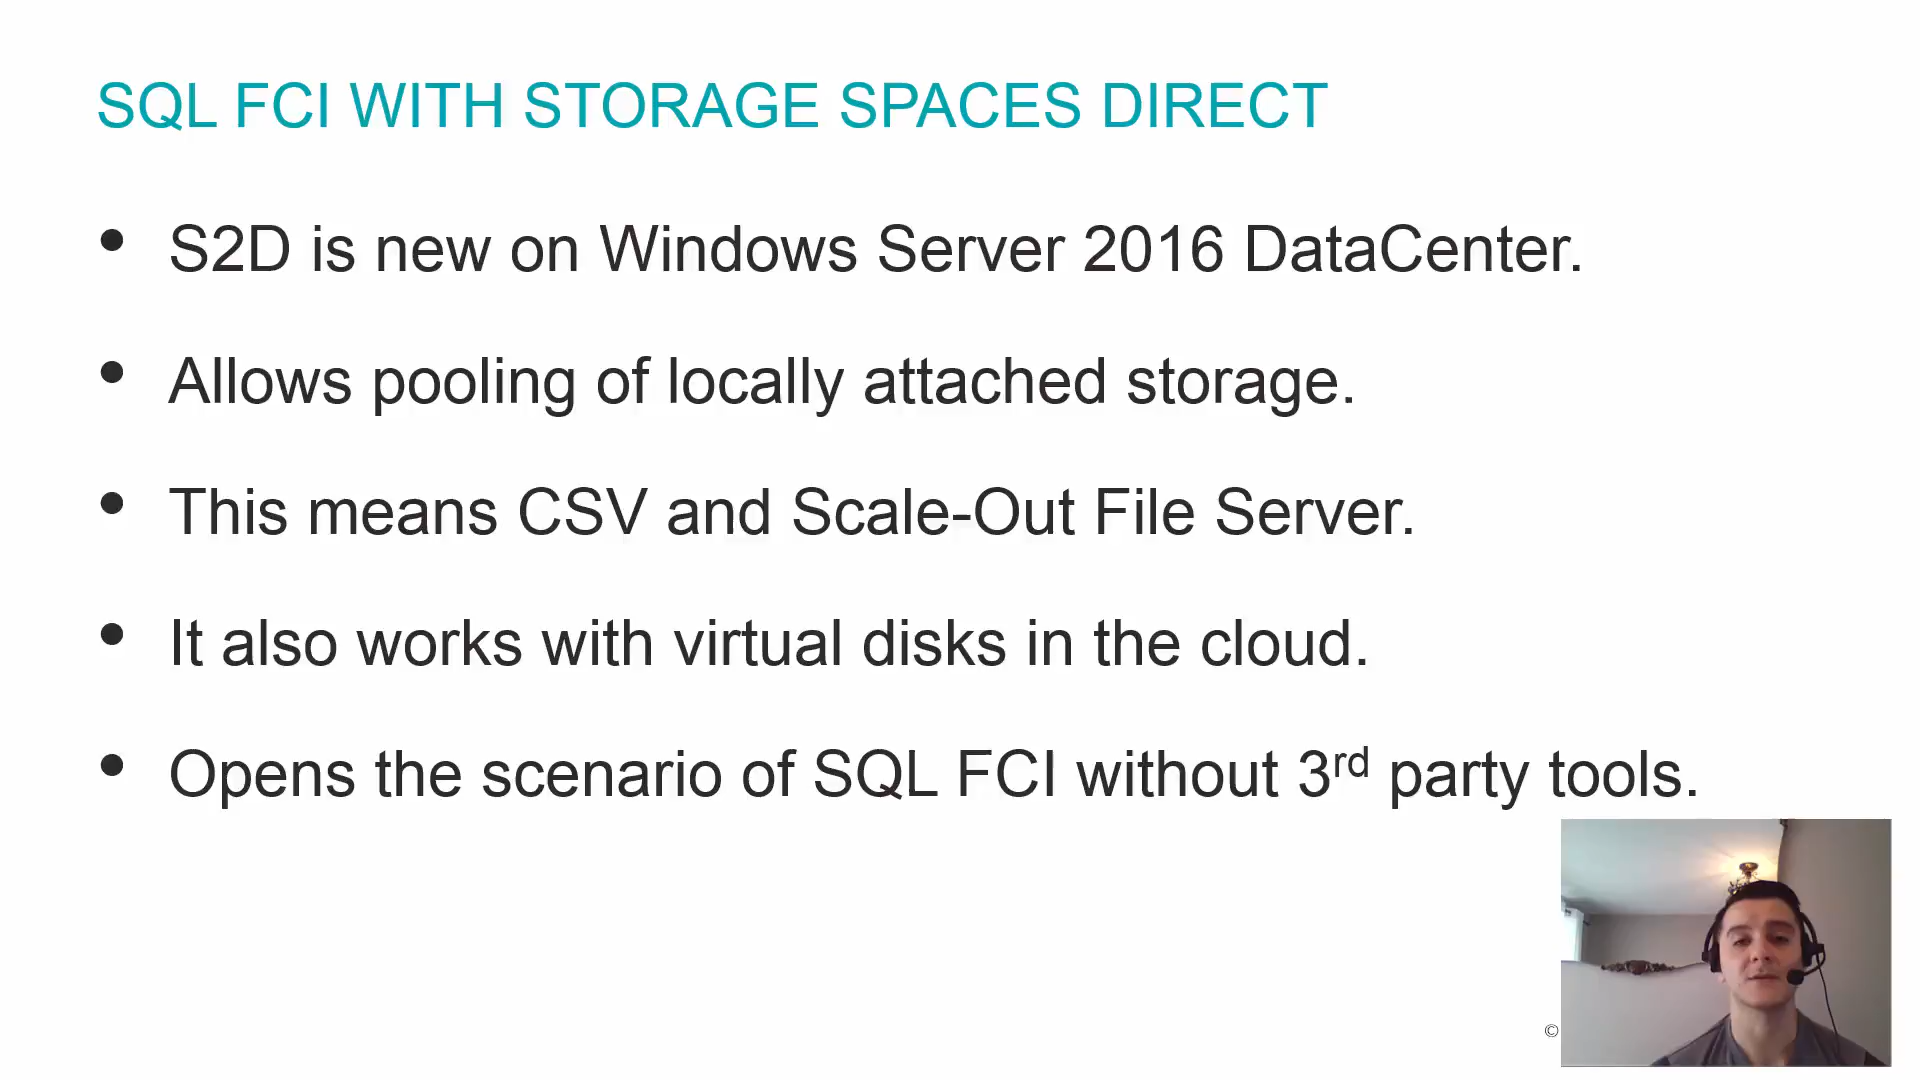 SQL FCI WITH STORAGE SPACES DIRECT
• S2D is new on Windows Server 2016 DataCenter.
• Allows pooling of locally attached storage.
• This means CSV and Scale-Out File Server.
• It also works with virtual disks in the cloud.
• Opens the scenario of SQL FCI without 3rd party tools.
©